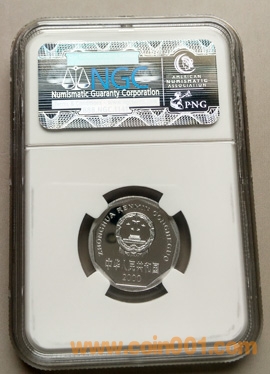 NGC
Numismatic Guaranty Corporation
AMERICAN
NUMISMATIC
ASSOCIATION
PNG
ZHONGHUA RENMIN GONGHEGUO
中华人民共和国
2000
www.coin001.com